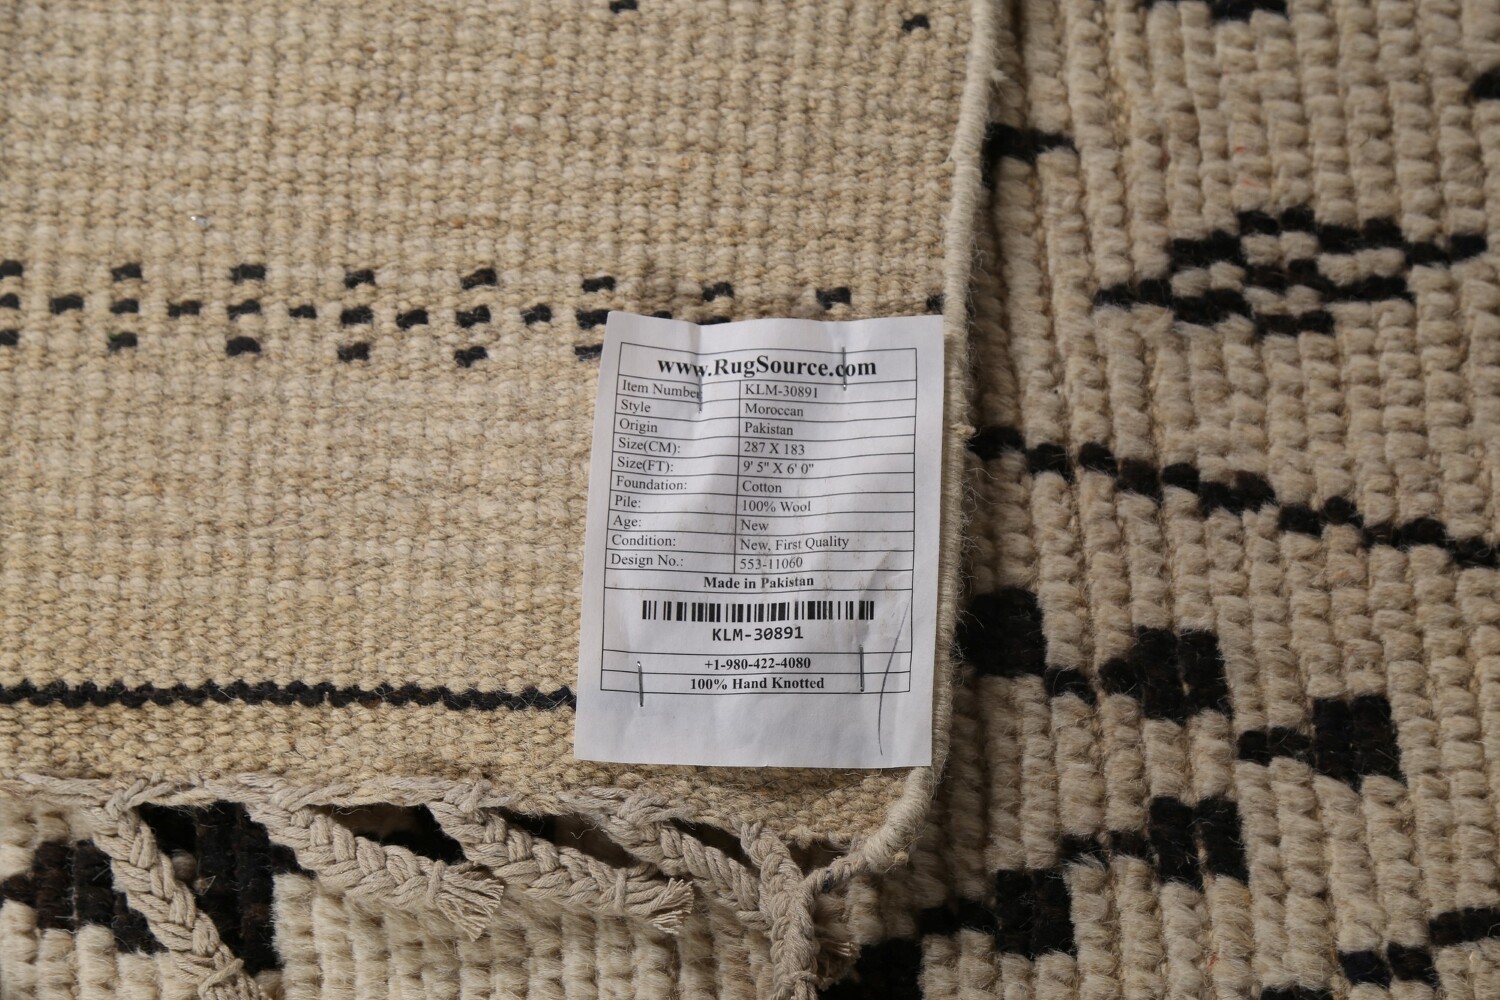 www.RugSource.com
Item Number KLM-30891
Style Moroccan
Origin Pakistan
Size(CM): 287 X 183
Size(FT): 9' 5" X 6' 0"
Foundation: Cotton
Pile: 100% Wool
Age: New
Condition: New, First Quality
Design No.: 553-11060
Made in Pakistan
KLM-30891
+1-980-422-4080
100% Hand Knotted